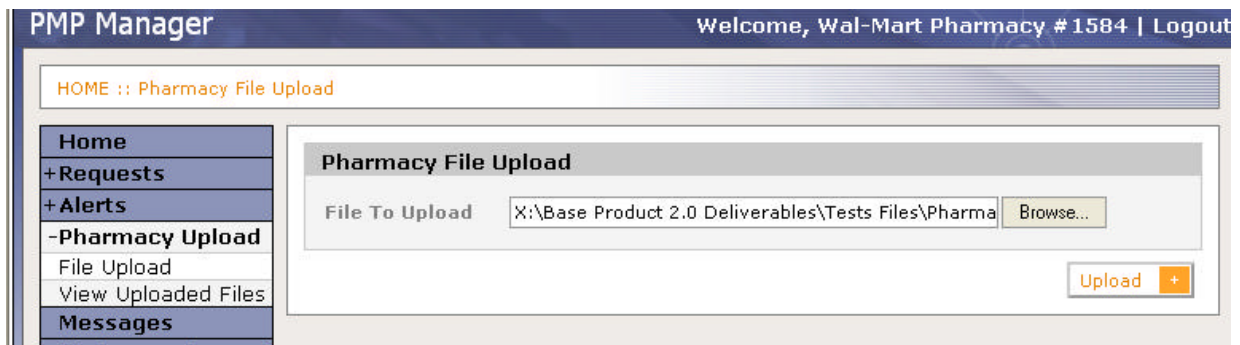 PMP Manager
Welcome, Wal-Mart Pharmacy #1584 | Logout
HOME :: Pharmacy File Upload
Home
+Requests
+Alerts
-Pharmacy Upload
File Upload
View Uploaded Files
Messages
Pharmacy File Upload
File To Upload X:\Base Product 2.0 Deliverables\Tests Files\Pharma Browse...
Upload +